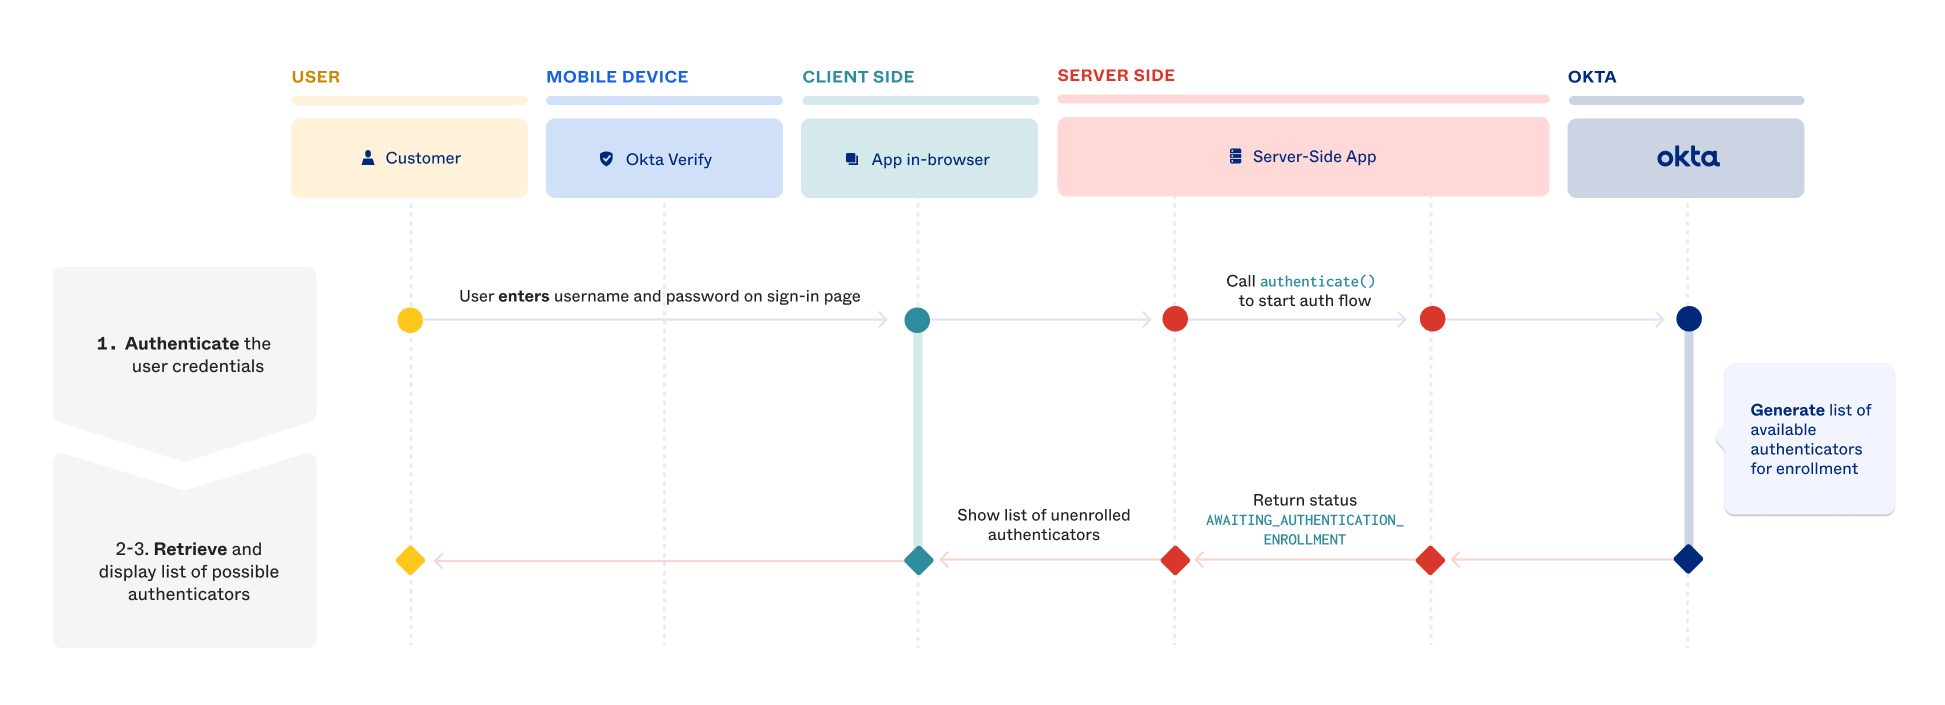 USER
MOBILE DEVICE
CLIENT SIDE
SERVER SIDE
OKTA
Customer
Okta Verify
App in-browser
Server-Side App
okta
1. Authenticate the
user credentials
User enters username and password on sign-in page
Call authenticate()
to start auth flow
Generate list of
available
authenticators
for enrollment
2-3. Retrieve and
display list of possible
authenticators
Show list of unenrolled
authenticators
Return status
AWAITING_AUTHENTICATION_
ENROLLMENT